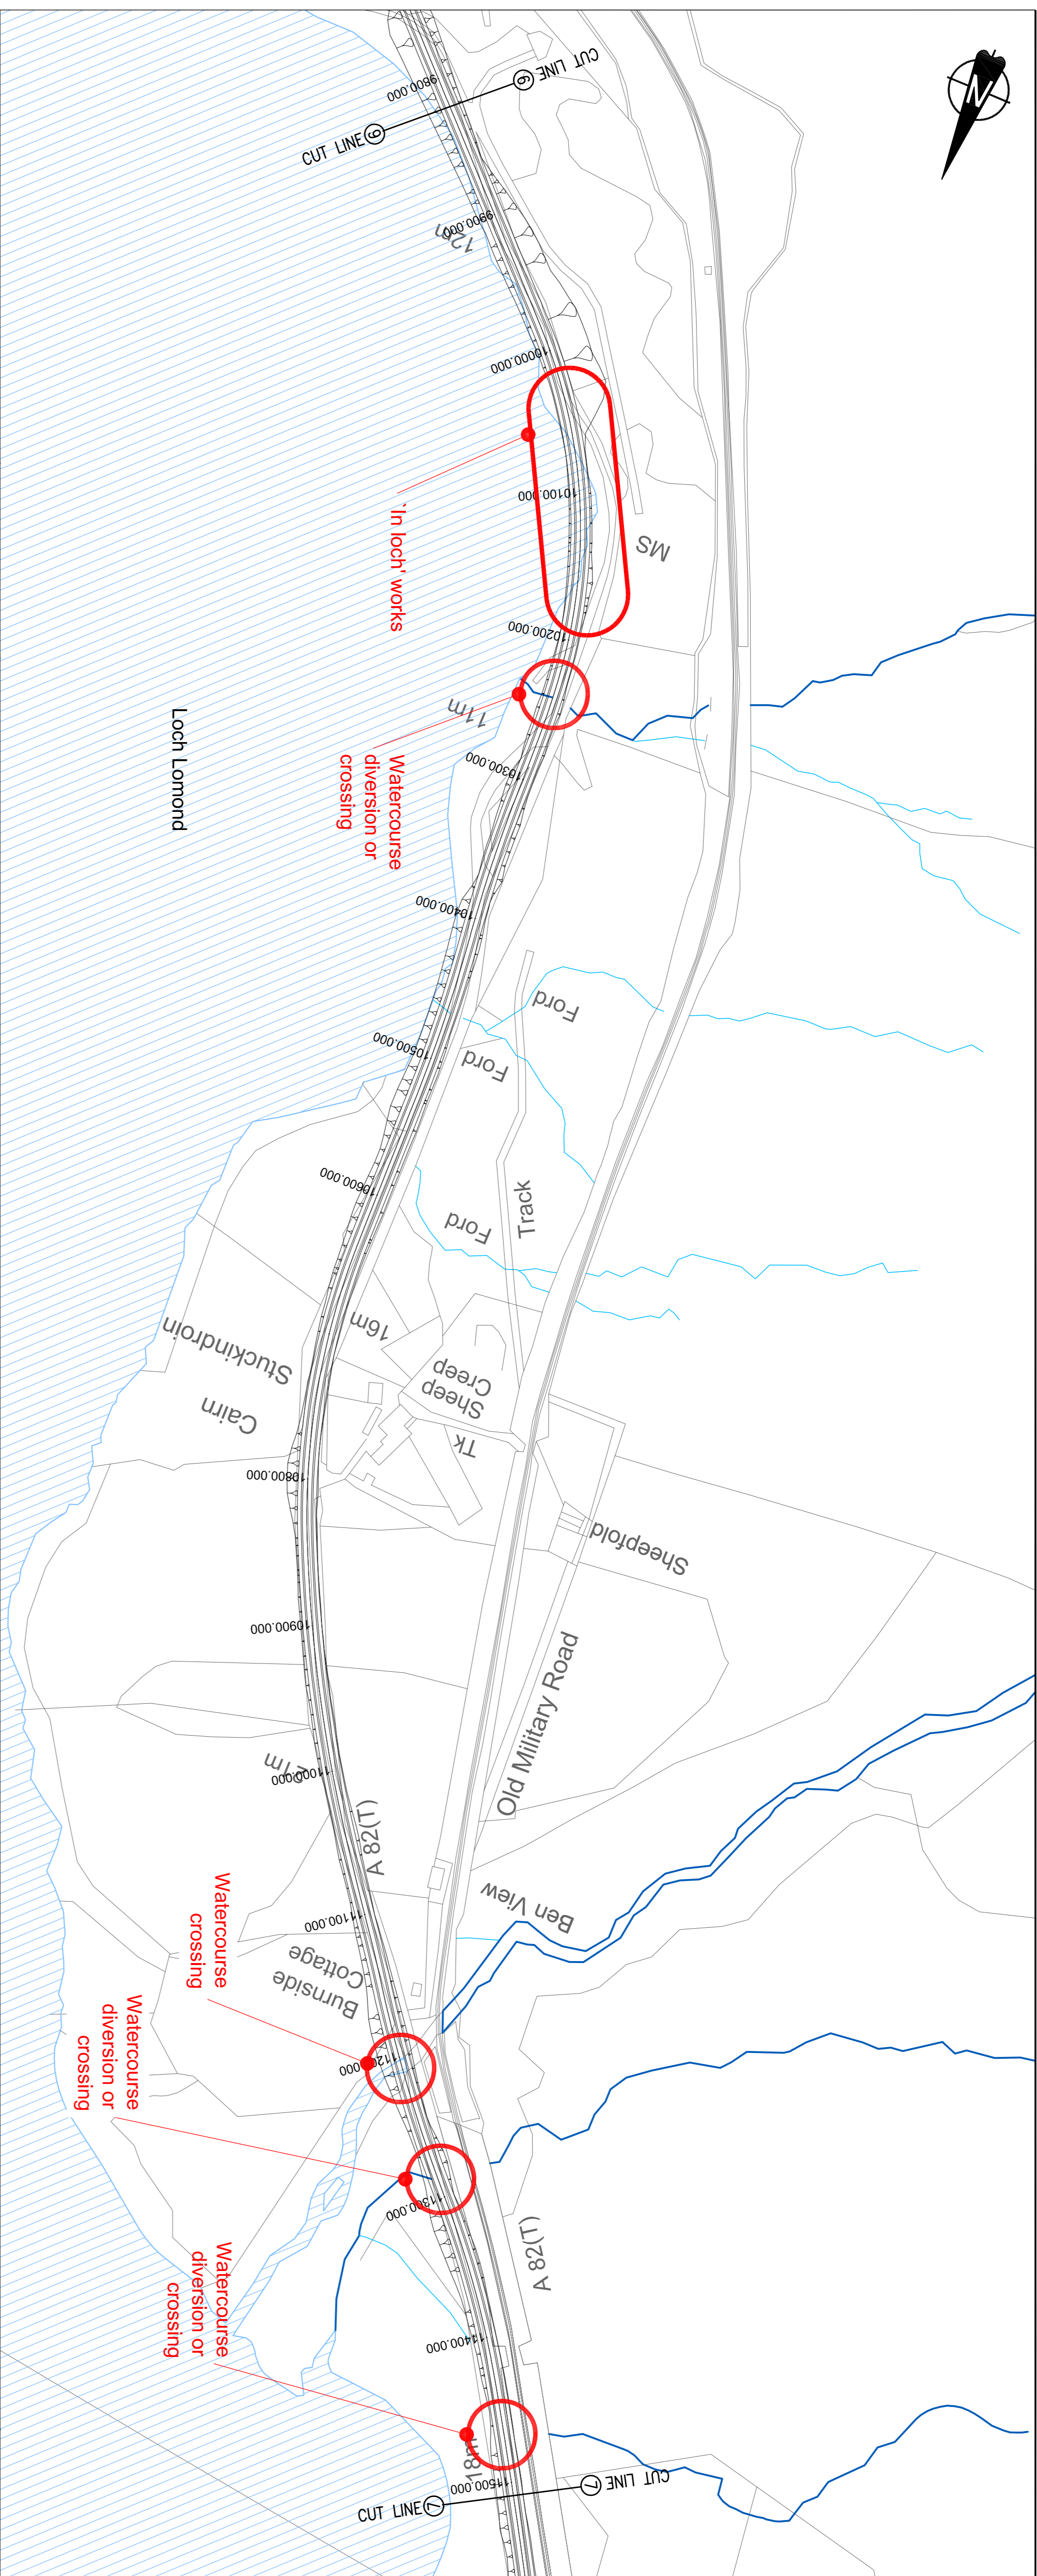 CUT LINE 6
9800.000
CUT LINE 6
N
9900.000
12m
10000.000
10100.000
'In loch' works
MS
10200.000
11m
Watercourse
diversion or
crossing
10300.000
Loch Lomond
10400.000
Ford
10500.000
Ford
10600.000
Ford
Track
16m
Stuckindroin
Cairn
Sheep
Creep
Tk
10800.000
Sheepfold
10900.000
Old Military Road
11000.000
A 82(T)
Ben View
11100.000
Watercourse
crossing
Burnside
Cottage
Watercourse
diversion or
crossing
11300.000
A 82(T)
Watercourse
diversion or
crossing
11400.000
18m
11500.000
CUT LINE 7
CUT LINE 7